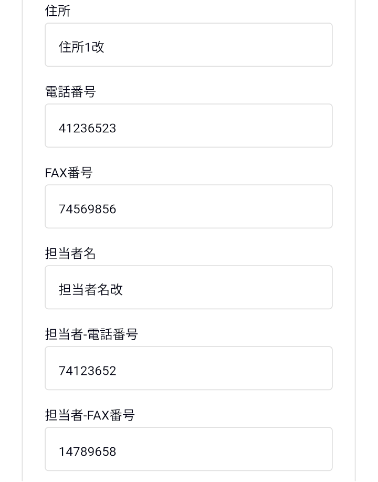 住所
住所1改
電話番号
41236523
FAX番号
74569856
担当者名
担当者名改
担当者-電話番号
74123652
担当者-FAX番号
14789658